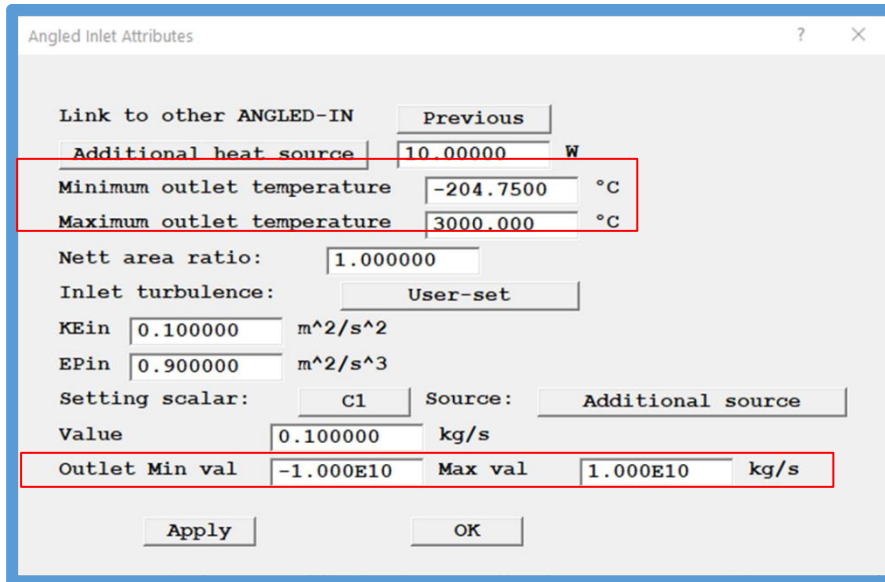 Angled Inlet Attributes ? ×
Link to other ANGLED-IN Previous
Additional heat source 10.00000 W
Minimum outlet temperature -204.7500 °C
Maximum outlet temperature 3000.000 °C
Nett area ratio: 1.000000
Inlet turbulence: User-set
KEin 0.100000 m^2/s^2
EPin 0.900000 m^2/s^3
Setting scalar: C1 Source: Additional source
Value 0.100000 kg/s
Outlet Min val -1.000E10 Max val 1.000E10 kg/s
Apply OK